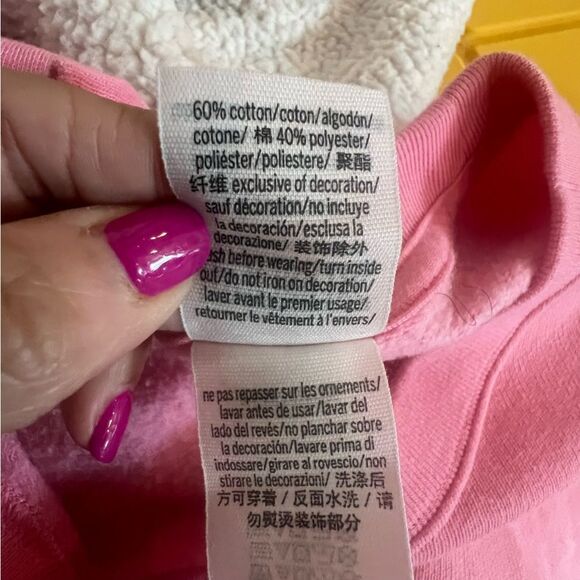 60% cotton/coton/algodón/
cotone/ 棉 40% polyester/
poliéster/poliestere/ 聚酯
纤维 exclusive of decoration/
sauf décoration/no incluye
la decoración/esclusa la
decorazione/ 装饰除外
before wearing/turn inside
out/do not iron on decoration/
laver avant le premier usage/
retourner le vêtement à l'envers/
ne pas repasser sur les ornements/
lavar antes de usar/lavar del
lado del revés/no planchar sobre
la decoración/lavare prima di
indossare/girare al rovescio/non
stirare le decorazioni/ 洗涤后
方可穿着 / 反面水洗 / 请
勿熨烫装饰部分